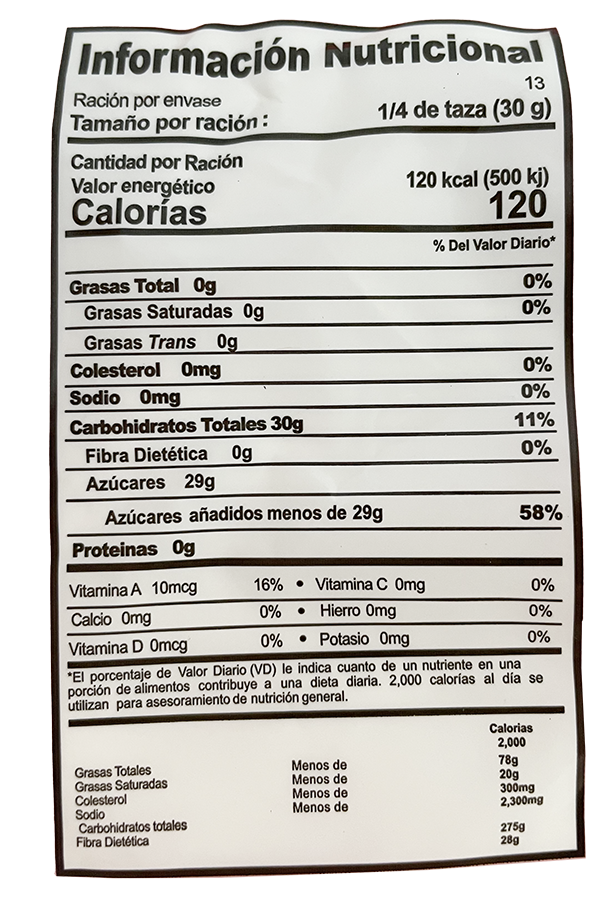 Información Nutricional
13
Ración por envase
Tamaño por ración: 1/4 de taza (30 g)
Cantidad por Ración
Valor energético 120 kcal (500 kj)
Calorías 120
% Del Valor Diario*
Grasas Total 0g 0%
Grasas Saturadas 0g 0%
Grasas Trans 0g
Colesterol 0mg 0%
Sodio 0mg 0%
Carbohidratos Totales 30g 11%
Fibra Dietética 0g 0%
Azúcares 29g
Azúcares añadidos menos de 29g 58%
Proteinas 0g
Vitamina A 10mcg 16% • Vitamina C 0mg 0%
Calcio 0mg 0% • Hierro 0mg 0%
Vitamina D 0mcg 0% • Potasio 0mg 0%
*El porcentaje de Valor Diario (VD) le indica cuanto de un nutriente en una
porción de alimentos contribuye a una dieta diaria. 2,000 calorías al día se
utilizan para asesoramiento de nutrición general.
Calorias
2,000
Grasas Totales Menos de 78g
Grasas Saturadas Menos de 20g
Colesterol Menos de 300mg
Sodio Menos de 2,300mg
Carbohidratos totales 275g
Fibra Dietética 28g